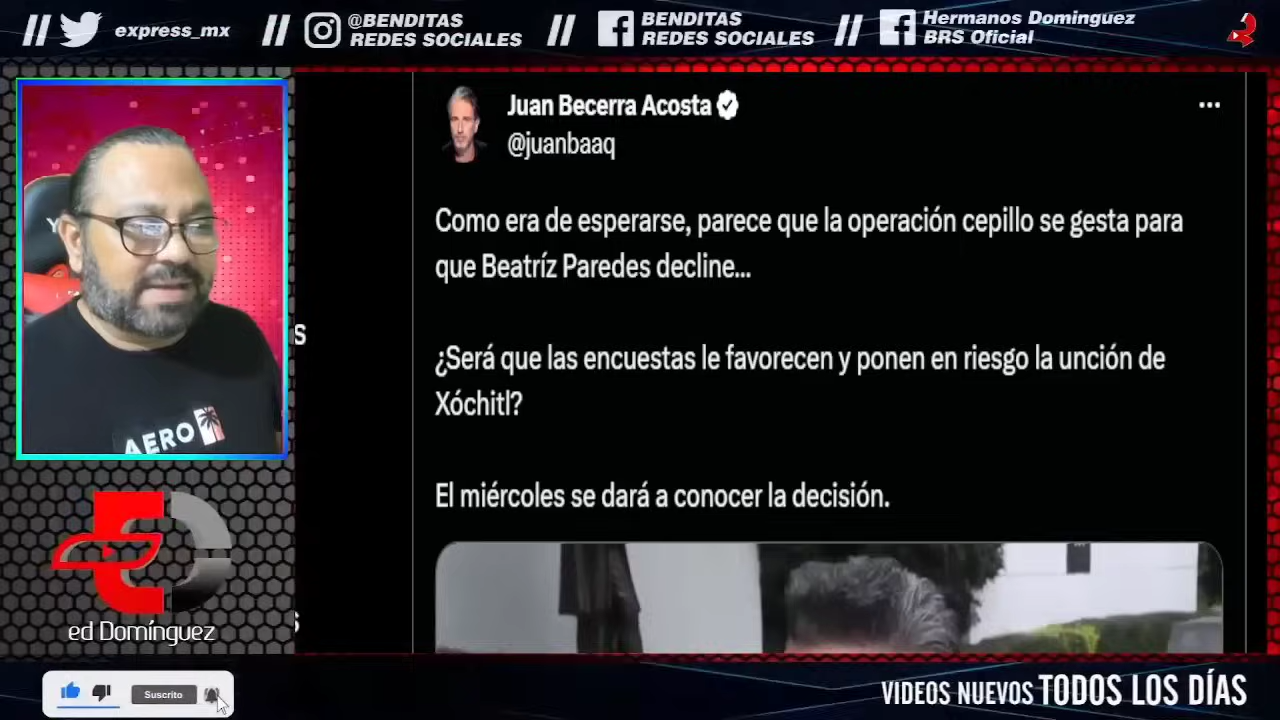 express_mx
@BENDITAS
REDES SOCIALES
BENDITAS
REDES SOCIALES
Hermanos Dominguez
BRS Oficial
Juan Becerra Acosta
@juanbaaq
Como era de esperarse, parece que la operación cepillo se gesta para
que Beatríz Paredes decline...
¿Será que las encuestas le favorecen y ponen en riesgo la unción de
Xóchitl?
El miércoles se dará a conocer la decisión.
AERO
ed Domínguez
Suscrito
VIDEOS NUEVOS TODOS LOS DÍAS